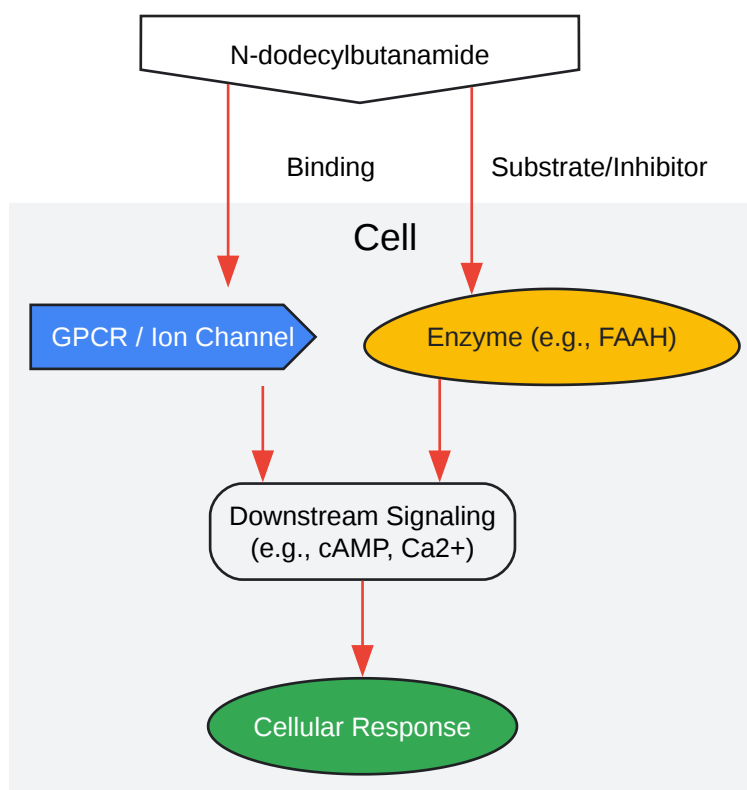 N-dodecylbutanamide
Binding
Substrate/Inhibitor
Cell
GPCR / Ion Channel
Enzyme (e.g., FAAH)
Downstream Signaling
(e.g., cAMP, Ca2+)
Cellular Response